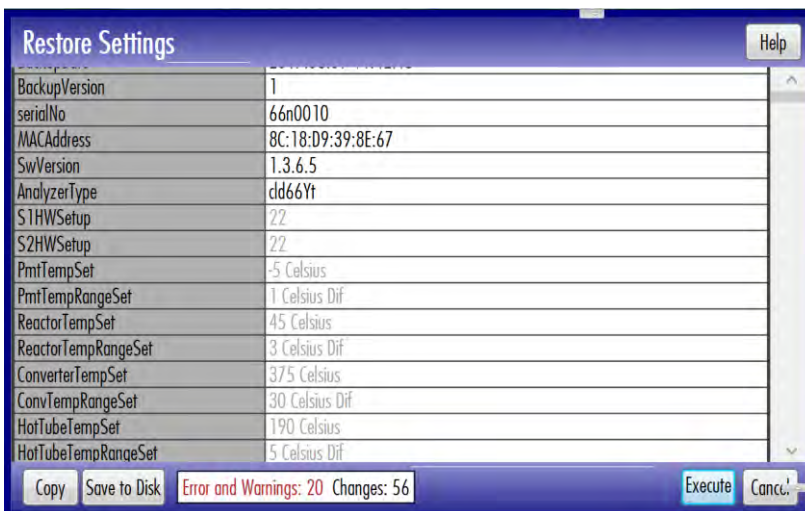 Restore Settings
Help
BackupVersion 1
serialNo 66n0010
MACAddress 8C:18:D9:39:8E:67
SwVersion 1.3.6.5
AnalyzerType cld66Yt
S1HWSetup 22
S2HWSetup 22
PmtTempSet -5 Celsius
PmtTempRangeSet 1 Celsius Dif
ReactorTempSet 45 Celsius
ReactorTempRangeSet 3 Celsius Dif
ConverterTempSet 375 Celsius
ConvTempRangeSet 30 Celsius Dif
HotTubeTempSet 190 Celsius
HotTubeTempRangeSet 5 Celsius Dif
Copy Save to Disk Error and Warnings: 20 Changes: 56 Execute Cancel